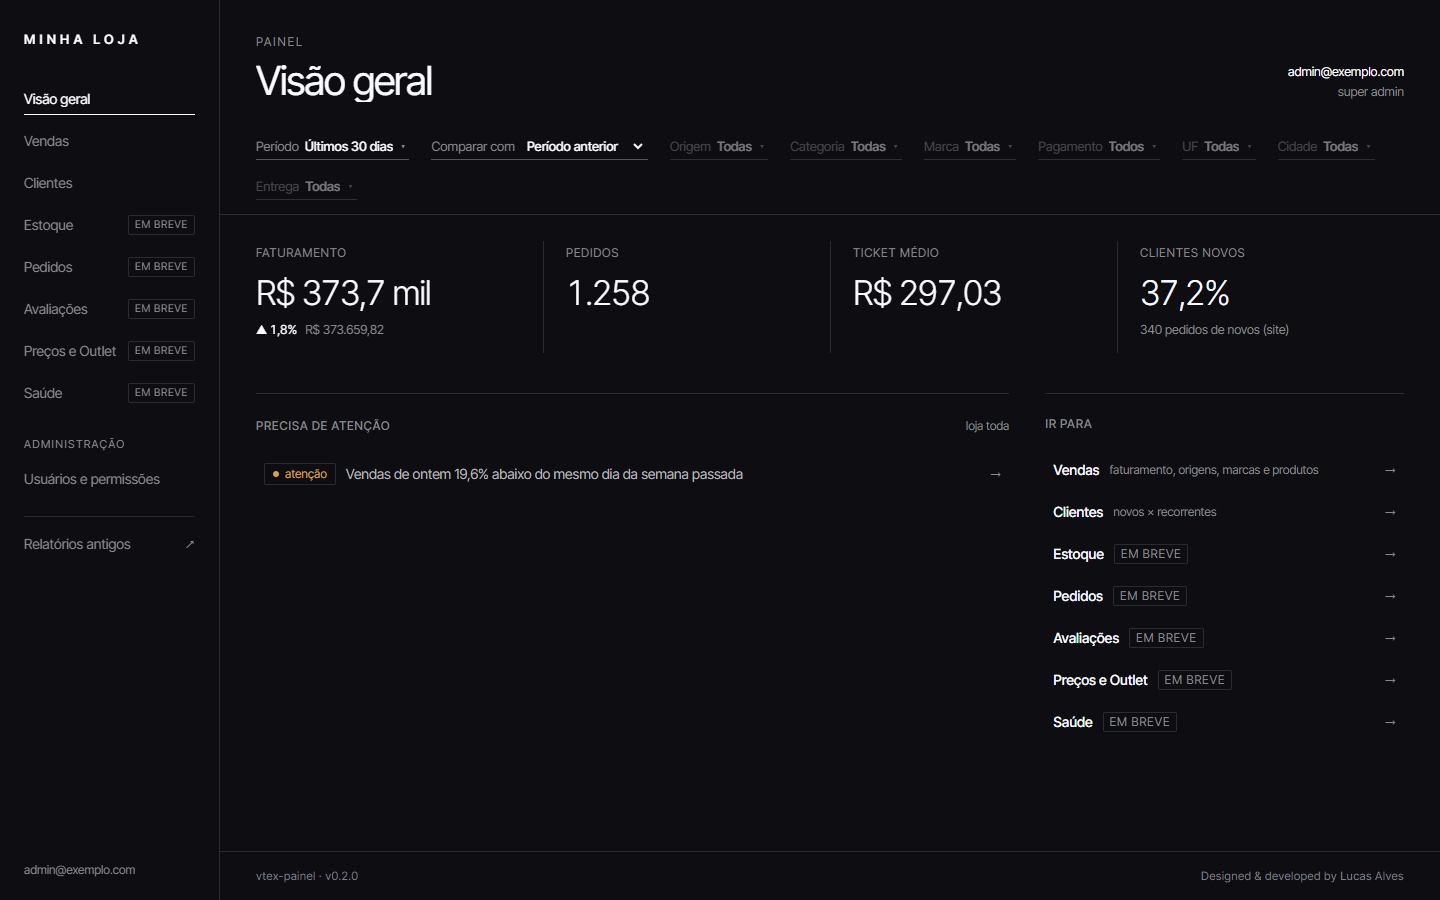 MINHA LOJA
Visão geral
Vendas
Clientes
Estoque EM BREVE
Pedidos EM BREVE
Avaliações EM BREVE
Preços e Outlet EM BREVE
Saúde EM BREVE
ADMINISTRAÇÃO
Usuários e permissões
Relatórios antigos ↗
admin@exemplo.com
PAINEL
Visão geral
admin@exemplo.com
super admin
Período Últimos 30 dias Comparar com Período anterior Origem Todas Categoria Todas Marca Todas Pagamento Todos UF Todas Cidade Todas
Entrega Todas
FATURAMENTO
R$ 373,7 mil
▲ 1,8% R$ 373.659,82
PEDIDOS
1.258
TICKET MÉDIO
R$ 297,03
CLIENTES NOVOS
37,2%
340 pedidos de novos (site)
PRECISA DE ATENÇÃO loja toda
atenção Vendas de ontem 19,6% abaixo do mesmo dia da semana passada →
IR PARA
Vendas faturamento, origens, marcas e produtos →
Clientes novos × recorrentes →
Estoque EM BREVE →
Pedidos EM BREVE →
Avaliações EM BREVE →
Preços e Outlet EM BREVE →
Saúde EM BREVE →
vtex-painel · v0.2.0
Designed & developed by Lucas Alves